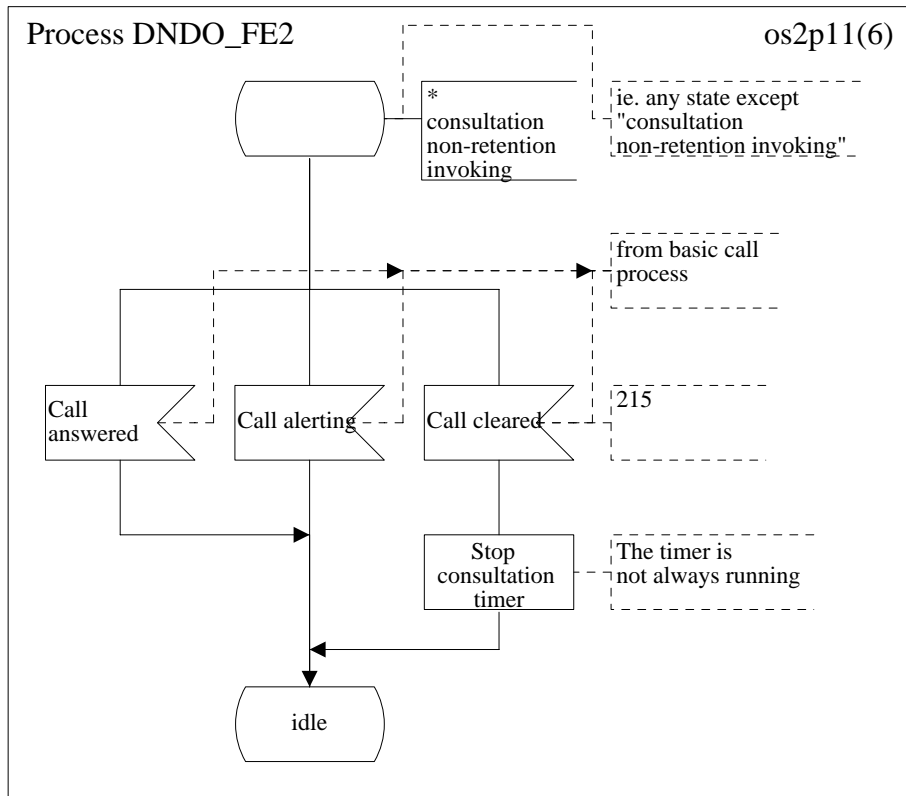 Process DNDO_FE2
os2p11(6)
*
consultation
non-retention
invoking
ie. any state except
"consultation
non-retention invoking"
from basic call
process
Call
answered
Call alerting
Call cleared
215
Stop
consultation
timer
The timer is
not always running
idle